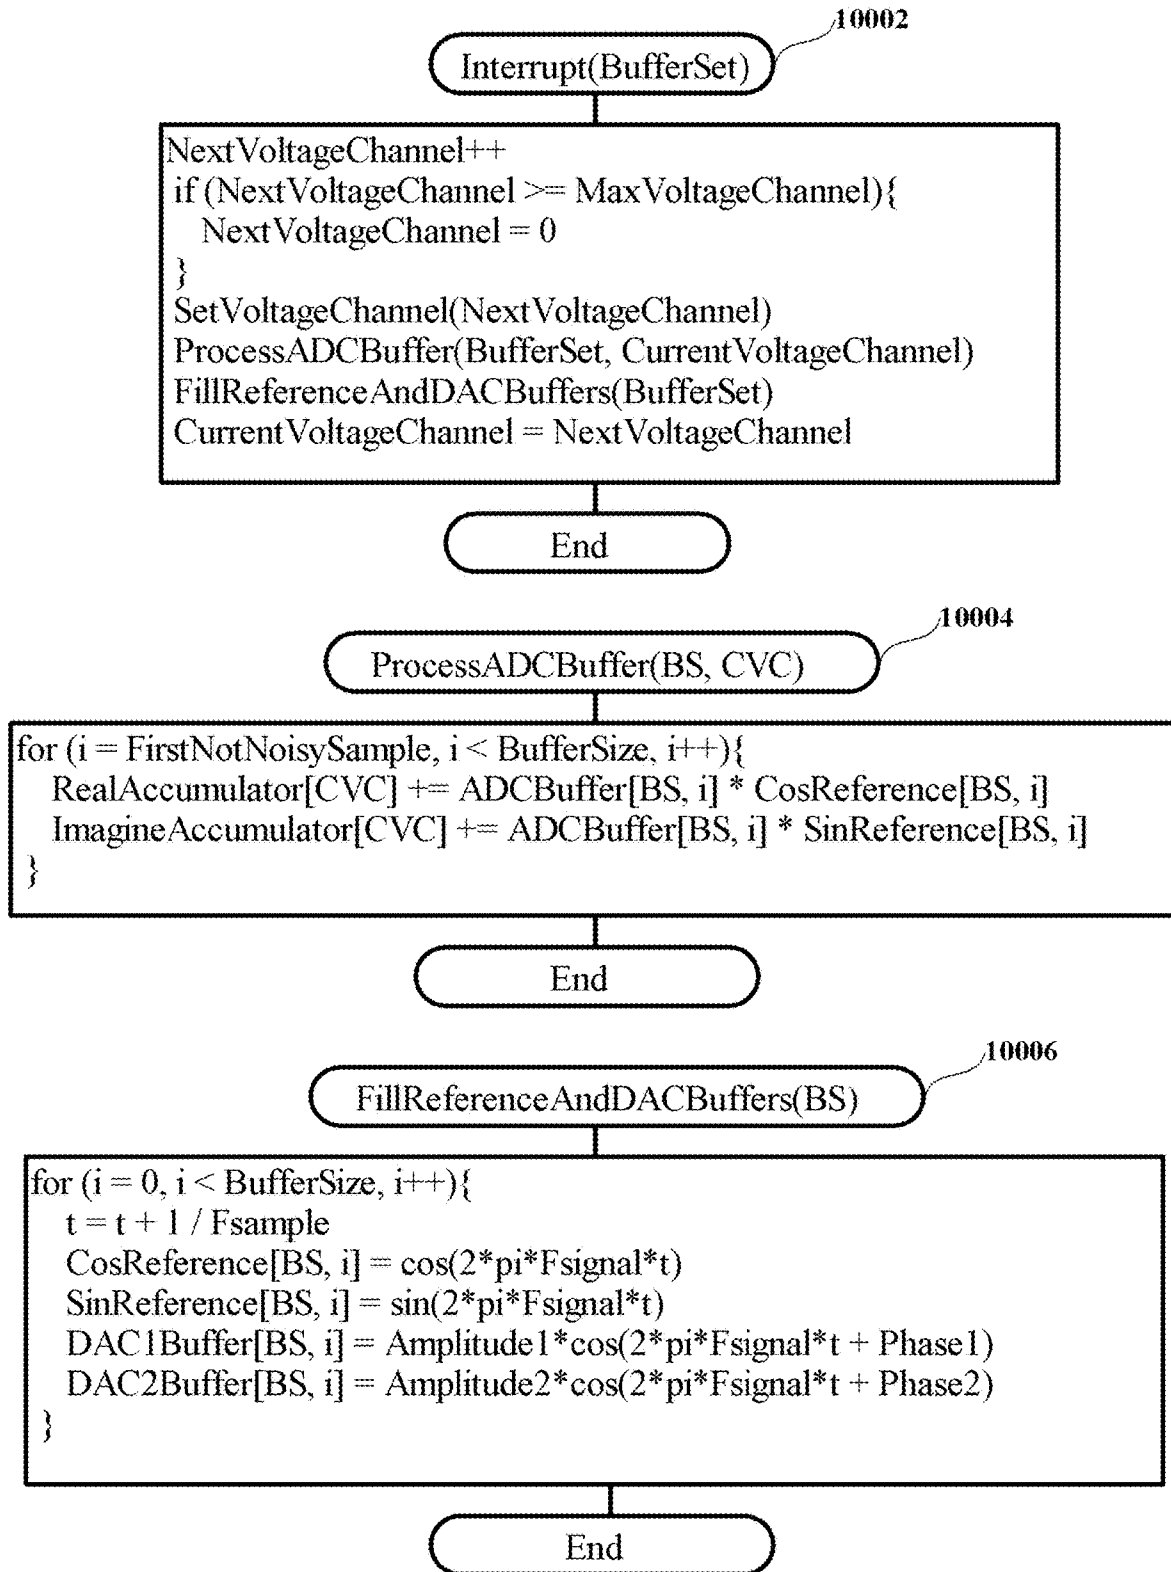 10002
Interrupt(BufferSet)
NextVoltageChannel++
if (NextVoltageChannel >= MaxVoltageChannel){
NextVoltageChannel = 0
}
SetVoltageChannel(NextVoltageChannel)
ProcessADCBuffer(BufferSet, CurrentVoltageChannel)
FillReferenceAndDACBuffers(BufferSet)
CurrentVoltageChannel = NextVoltageChannel
End
10004
ProcessADCBuffer(BS, CVC)
for (i = FirstNotNoisySample, i < BufferSize, i++){
RealAccumulator[CVC] += ADCBuffer[BS, i] * CosReference[BS, i]
ImagineAccumulator[CVC] += ADCBuffer[BS, i] * SinReference[BS, i]
}
End
10006
FillReferenceAndDACBuffers(BS)
for (i = 0, i < BufferSize, i++){
t = t + 1 / Fsample
CosReference[BS, i] = cos(2*pi*Fsignal*t)
SinReference[BS, i] = sin(2*pi*Fsignal*t)
DAC1Buffer[BS, i] = Amplitude1*cos(2*pi*Fsignal*t + Phase1)
DAC2Buffer[BS, i] = Amplitude2*cos(2*pi*Fsignal*t + Phase2)
}
End